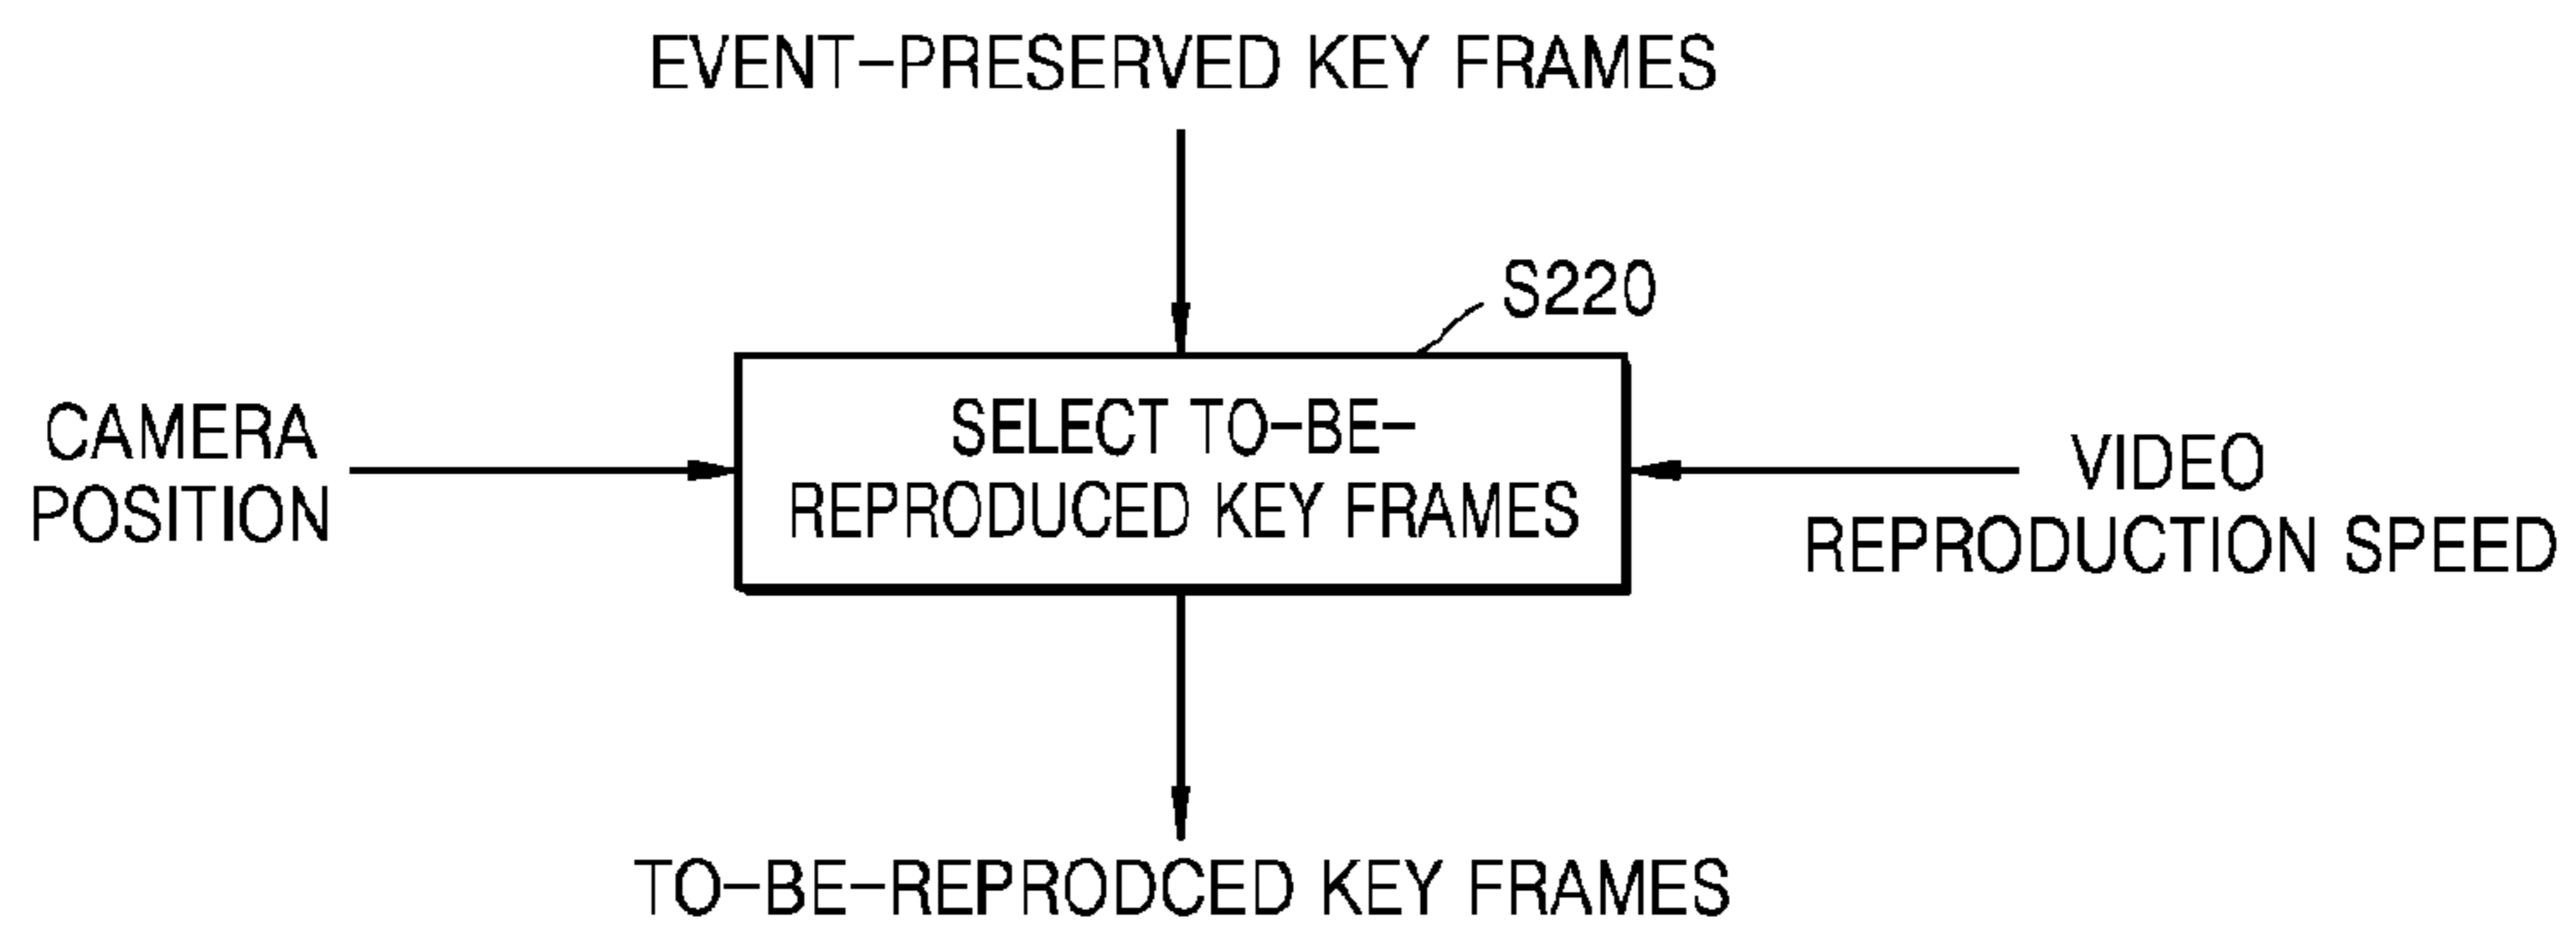 EVENT-PRESERVED KEY FRAMES
S220
CAMERA
POSITION
SELECT TO-BE-
REPRODUCED KEY FRAMES
VIDEO
REPRODUCTION SPEED
TO-BE-REPRODCED KEY FRAMES